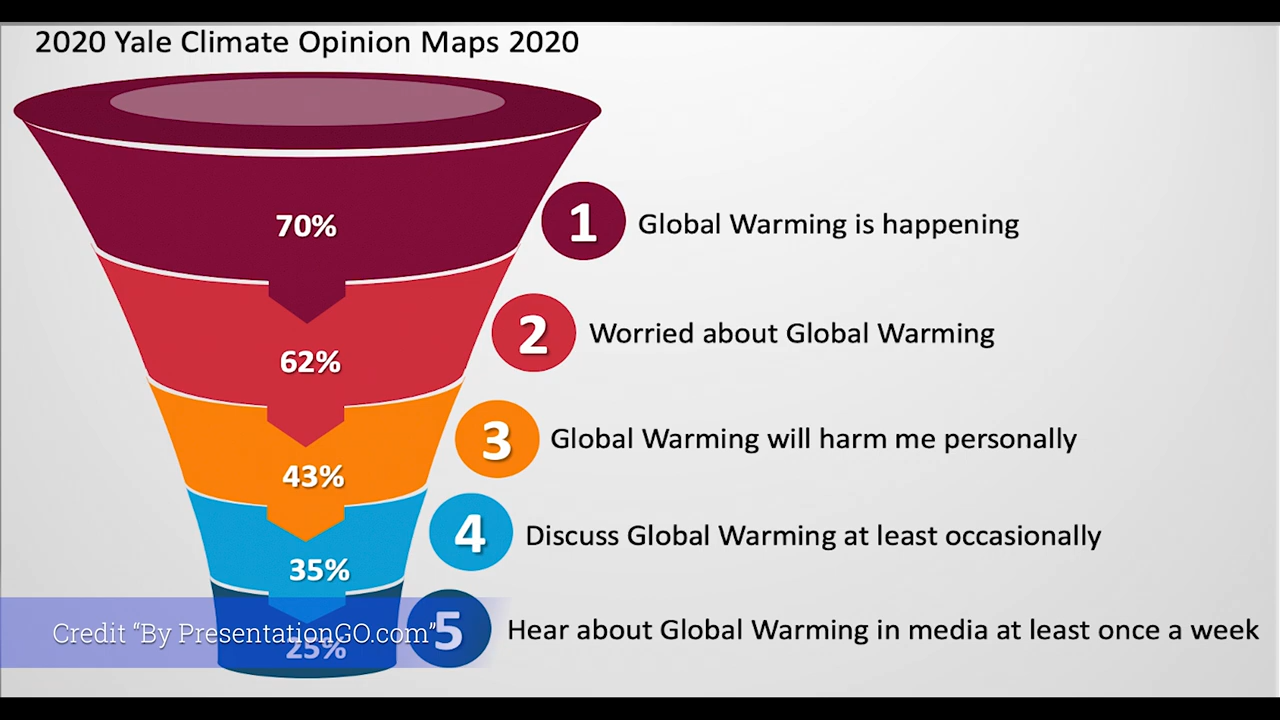 2020 Yale Climate Opinion Maps 2020
70%
1 Global Warming is happening
62%
2 Worried about Global Warming
43%
3 Global Warming will harm me personally
35%
4 Discuss Global Warming at least occasionally
Credit “By PresentationGO.com”
25%
5 Hear about Global Warming in media at least once a week